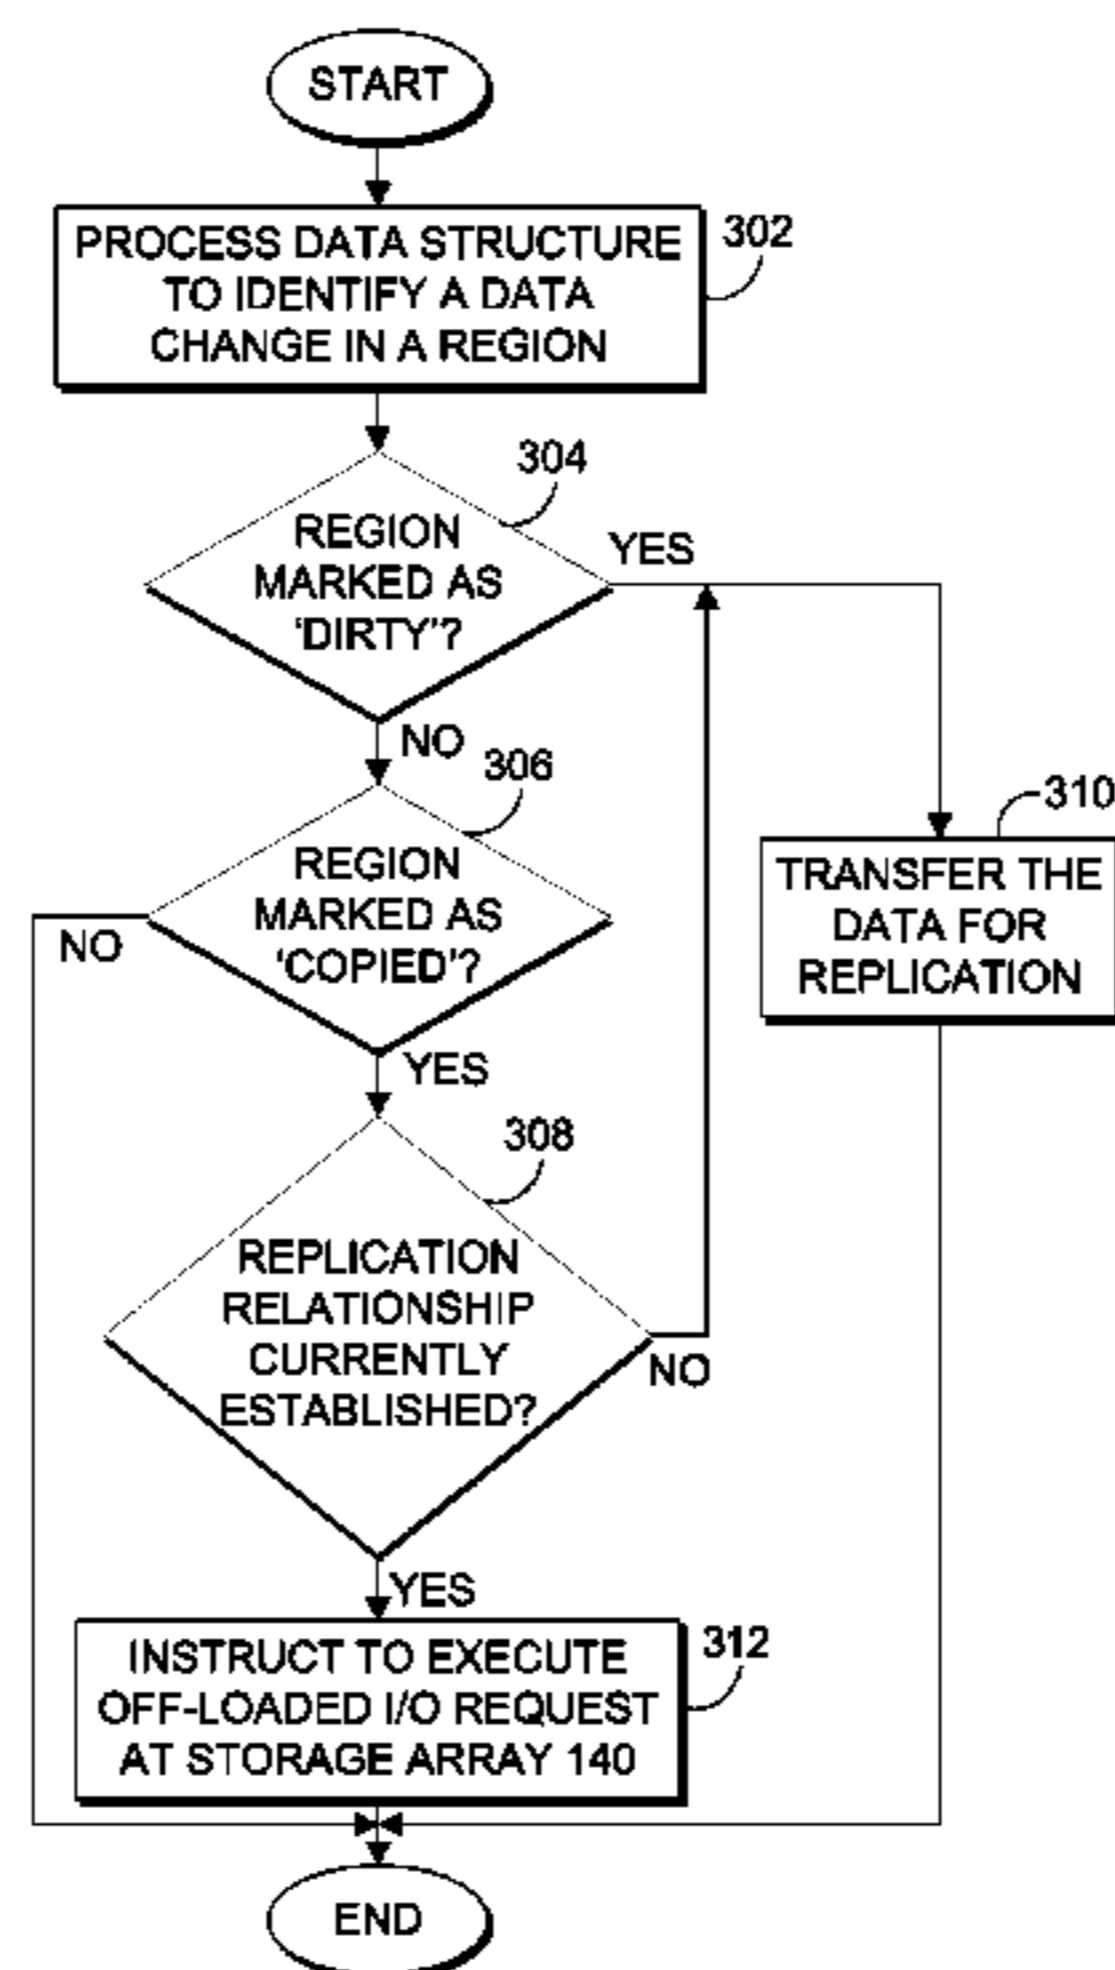 START
PROCESS DATA STRUCTURE
TO IDENTIFY A DATA
CHANGE IN A REGION
302
304
REGION
MARKED AS
'DIRTY'?
YES
NO
306
REGION
MARKED AS
'COPIED'?
NO
YES
310
TRANSFER THE
DATA FOR
REPLICATION
308
REPLICATION
RELATIONSHIP
CURRENTLY
ESTABLISHED?
NO
YES
INSTRUCT TO EXECUTE
OFF-LOADED I/O REQUEST
AT STORAGE ARRAY 140
312
END